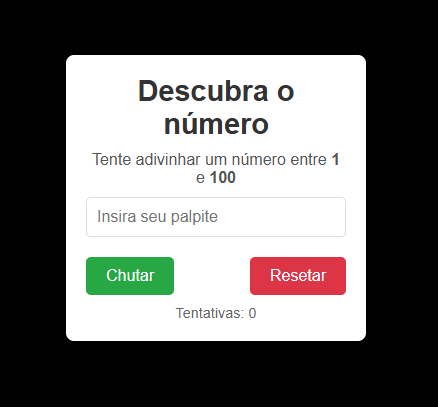 Descubra o
número
Tente adivinhar um número entre 1
e 100
Insira seu palpite
Chutar
Resetar
Tentativas: 0